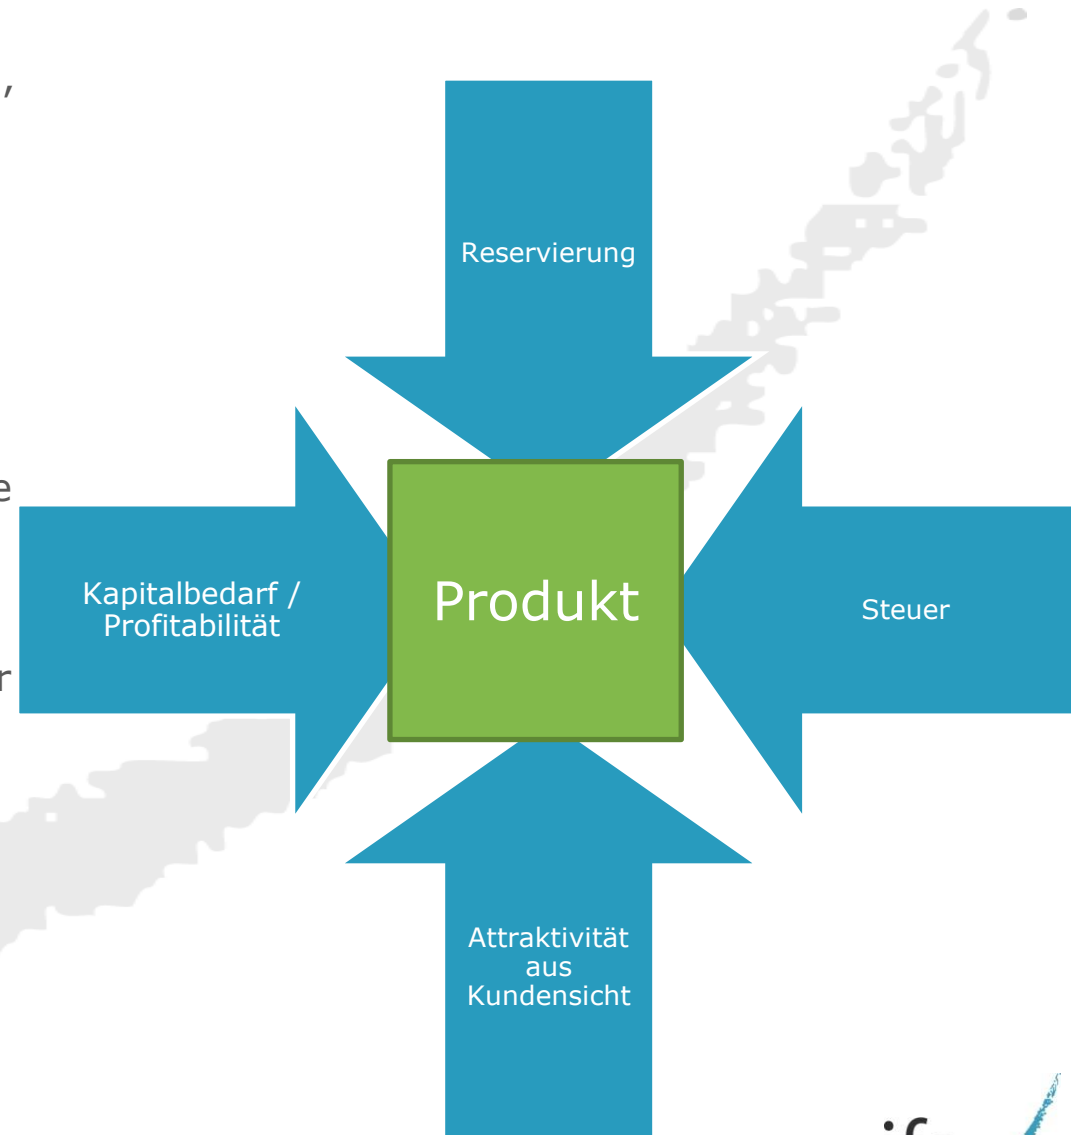 ,
Reservierung
e
Kapitalbedarf /
Profitabilität
Produkt
Steuer
r
Attraktivität
aus
Kundensicht